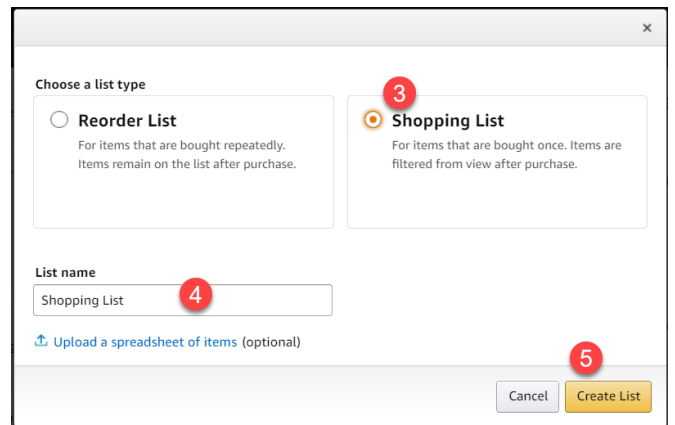 ×
Choose a list type
3
Reorder List
For items that are bought repeatedly.
Items remain on the list after purchase.
Shopping List
For items that are bought once. Items are
filtered from view after purchase.
List name
Shopping List
4
Upload a spreadsheet of items (optional)
5
Cancel
Create List